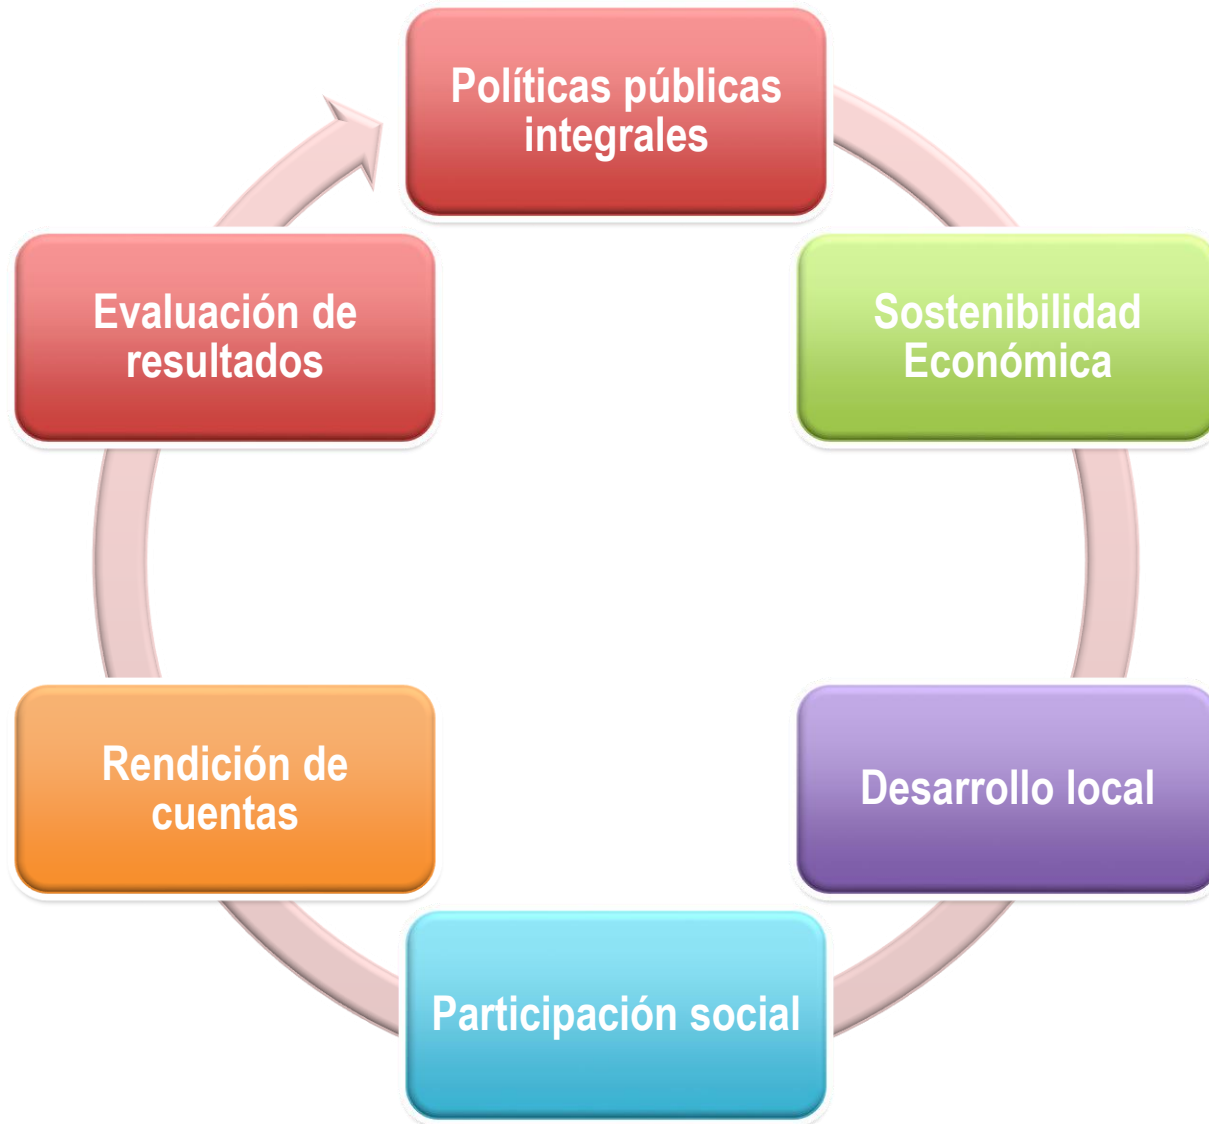 Políticas públicas
integrales
Sostenibilidad
Económica
Desarrollo local
Participación social
Rendición de
cuentas
Evaluación de
resultados